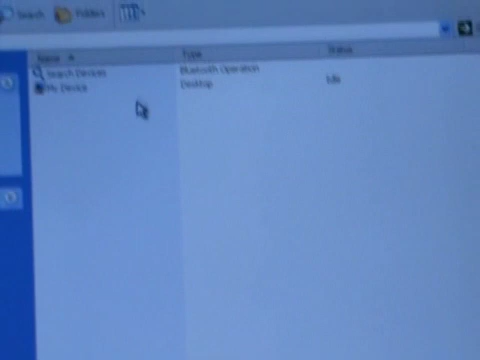 Search Folders
Name Type Status
Search Devices Bluetooth Operation
My Device Desktop Idle